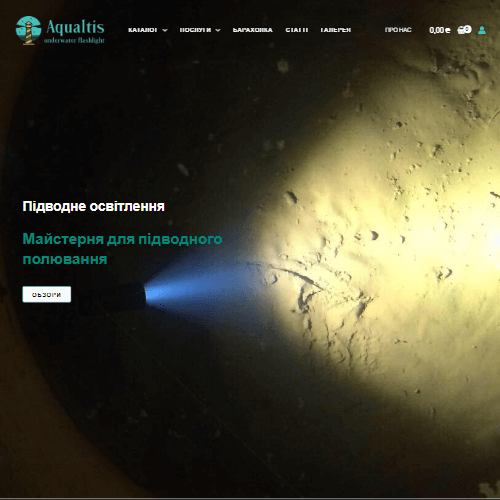 Aqualtis
underwater flashlight
КАТАЛОГ ПОСЛУГИ БАРАХОЛКА СТАТТІ ГАЛЕРЕЯ ПРО НАС 0,00 ₴ 0
Підводне освітлення
Майстерня для підводного
полювання
ОБЗОРИ